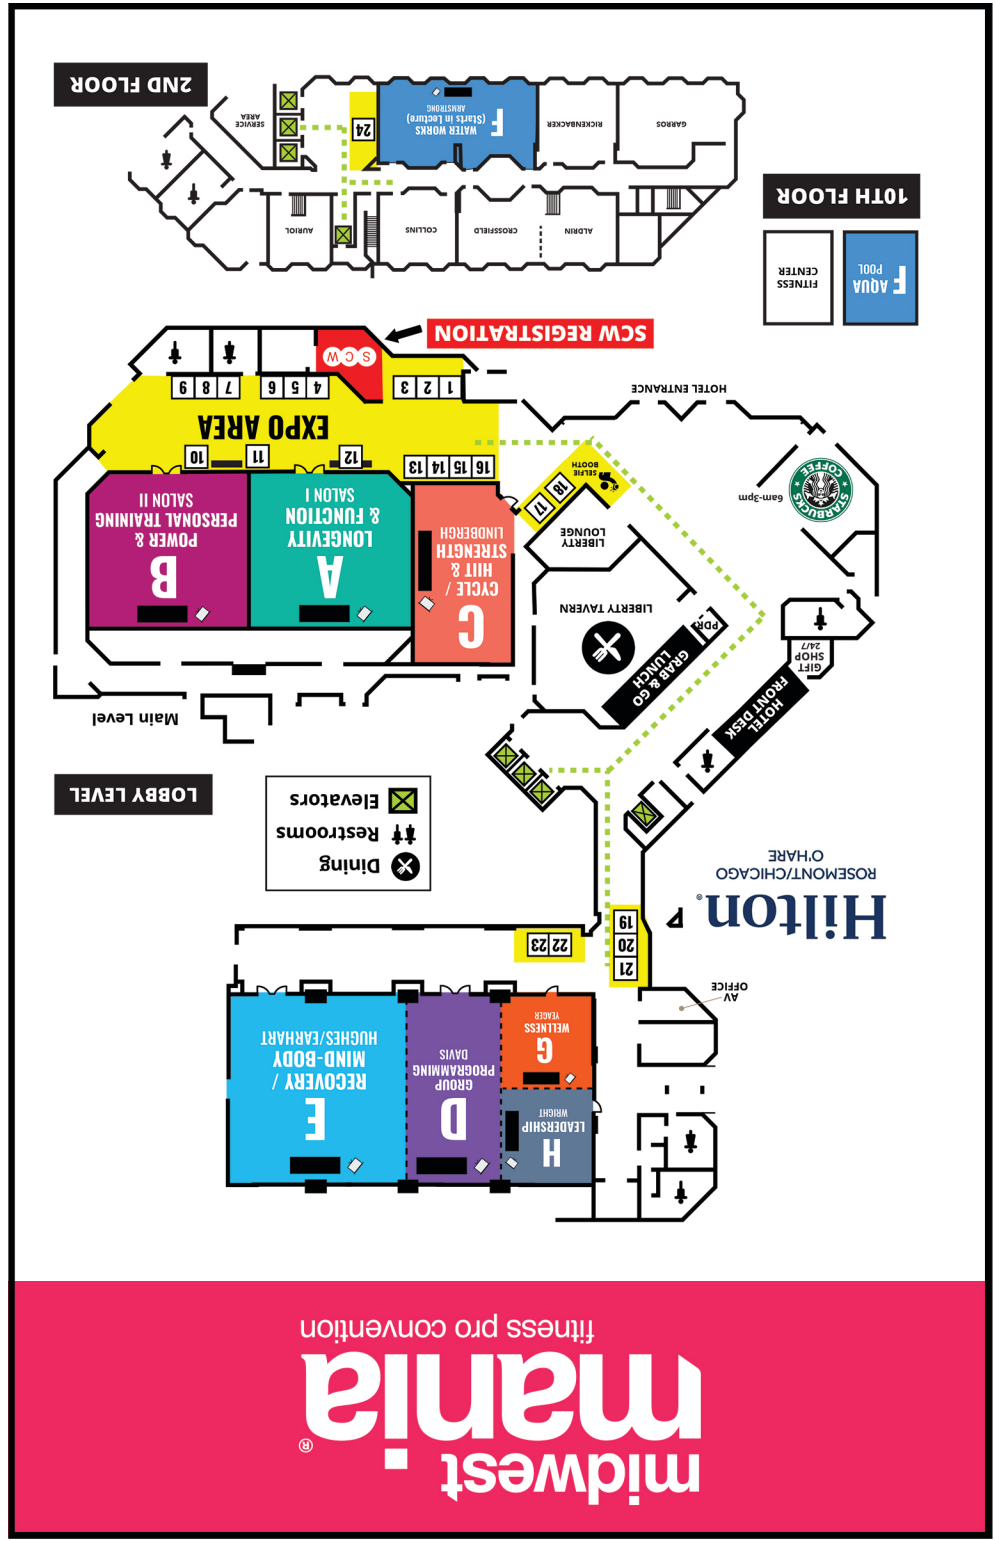 midwest
mania®
fitness pro convention
H
LEADERSHIP
WRIGHT
D
GROUP
PROGRAMMING
DAVIS
E
RECOVERY /
MIND-BODY
HUGHES/EARHART
G
WELLNESS
YEAGER
AV
OFFICE
21
20
19
22
23
Hilton®
ROSEMONT/CHICAGO
O'HARE
Dining
Restrooms
Elevators
LOBBY LEVEL
Main Level
HOTEL
FRONT DESK
GIFT
SHOP
24/7
GRAB & GO
LUNCH
PDR
LIBERTY TAVERN
LIBERTY
LOUNGE
C
CYCLE /
HIIT &
STRENGTH
LINDBERGH
A
LONGEVITY
& FUNCTION
SALON I
B
POWER &
PERSONAL TRAINING
SALON II
17
18
SELFIE
BOOTH
STARBUCKS
COFFEE
6am-3pm
16
15
14
13
12
11
10
EXPO AREA
1
2
3
4
5
6
7
8
9
SCW
HOTEL ENTRANCE
SCW REGISTRATION
F
AQUA
POOL
FITNESS
CENTER
10TH FLOOR
ALDRIN
CROSSFIELD
COLLINS
AURIOL
GARROS
RICKENBACKER
F
WATER WORKS
(Starts in Lecture)
ARMSTRONG
24
SERVICE
AREA
2ND FLOOR